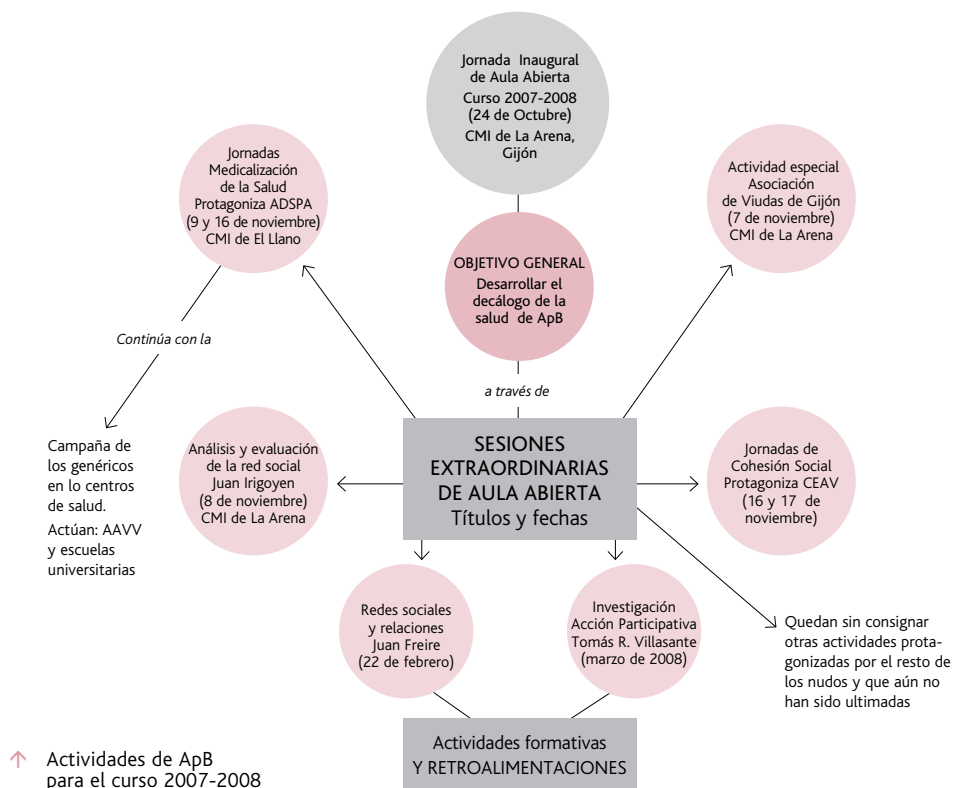 Jornada Inaugural
de Aula Abierta
Curso 2007-2008
(24 de Octubre)
CMI de La Arena,
Gijón
Jornadas
Medicalización
de la Salud
Protagoniza ADSPA
(9 y 16 de noviembre)
CMI de El Llano
Actividad especial
Asociación
de Viudas de Gijón
(7 de noviembre)
CMI de La Arena
OBJETIVO GENERAL
Desarrollar el
decálogo de la
salud de ApB
Continúa con la
a través de
Campaña de
los genéricos
en lo centros
de salud.
Actúan: AAVV
y escuelas
universitarias
Análisis y evaluación
de la red social
Juan Irigoyen
(8 de noviembre)
CMI de La Arena
SESIONES
EXTRAORDINARIAS
DE AULA ABIERTA
Títulos y fechas
Jornadas de
Cohesión Social
Protagoniza CEAV
(16 y 17 de
noviembre)
Redes sociales
y relaciones
Juan Freire
(22 de febrero)
Investigación
Acción Participativa
Tomás R. Villasante
(marzo de 2008)
Quedan sin consignar
otras actividades prota-
gonizadas por el resto de
los nudos y que aún no
han sido ultimadas
Actividades formativas
Y RETROALIMENTACIONES
↑ Actividades de ApB
para el curso 2007-2008